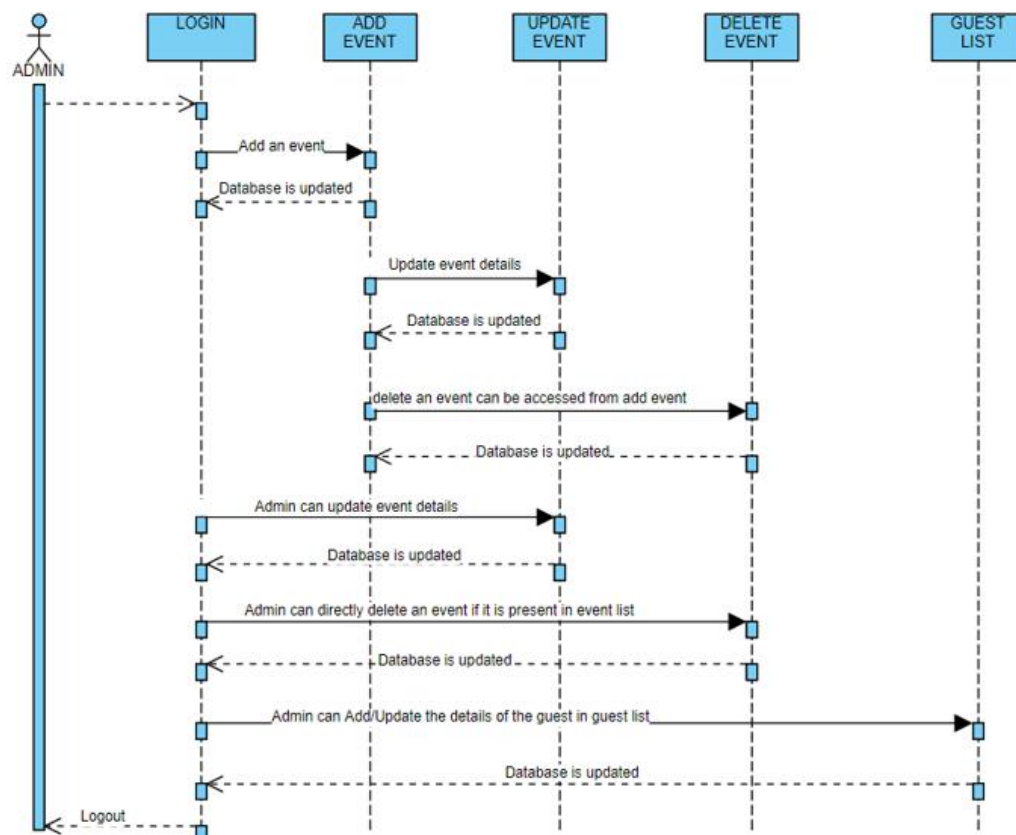 LOGIN
ADD
EVENT
UPDATE
EVENT
DELETE
EVENT
GUEST
LIST
ADMIN
Add an event
Database is updated
Update event details
Database is updated
delete an event can be accessed from add event
Database is updated
Admin can update event details
Database is updated
Admin can directly delete an event if it is present in event list
Database is updated
Admin can Add/Update the details of the guest in guest list
Database is updated
Logout